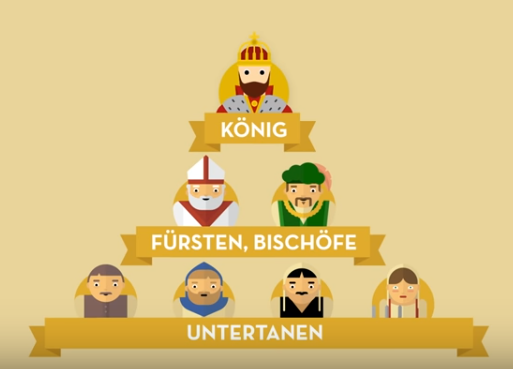 KÖNIG
FÜRSTEN, BISCHÖFE
UNTERTANEN